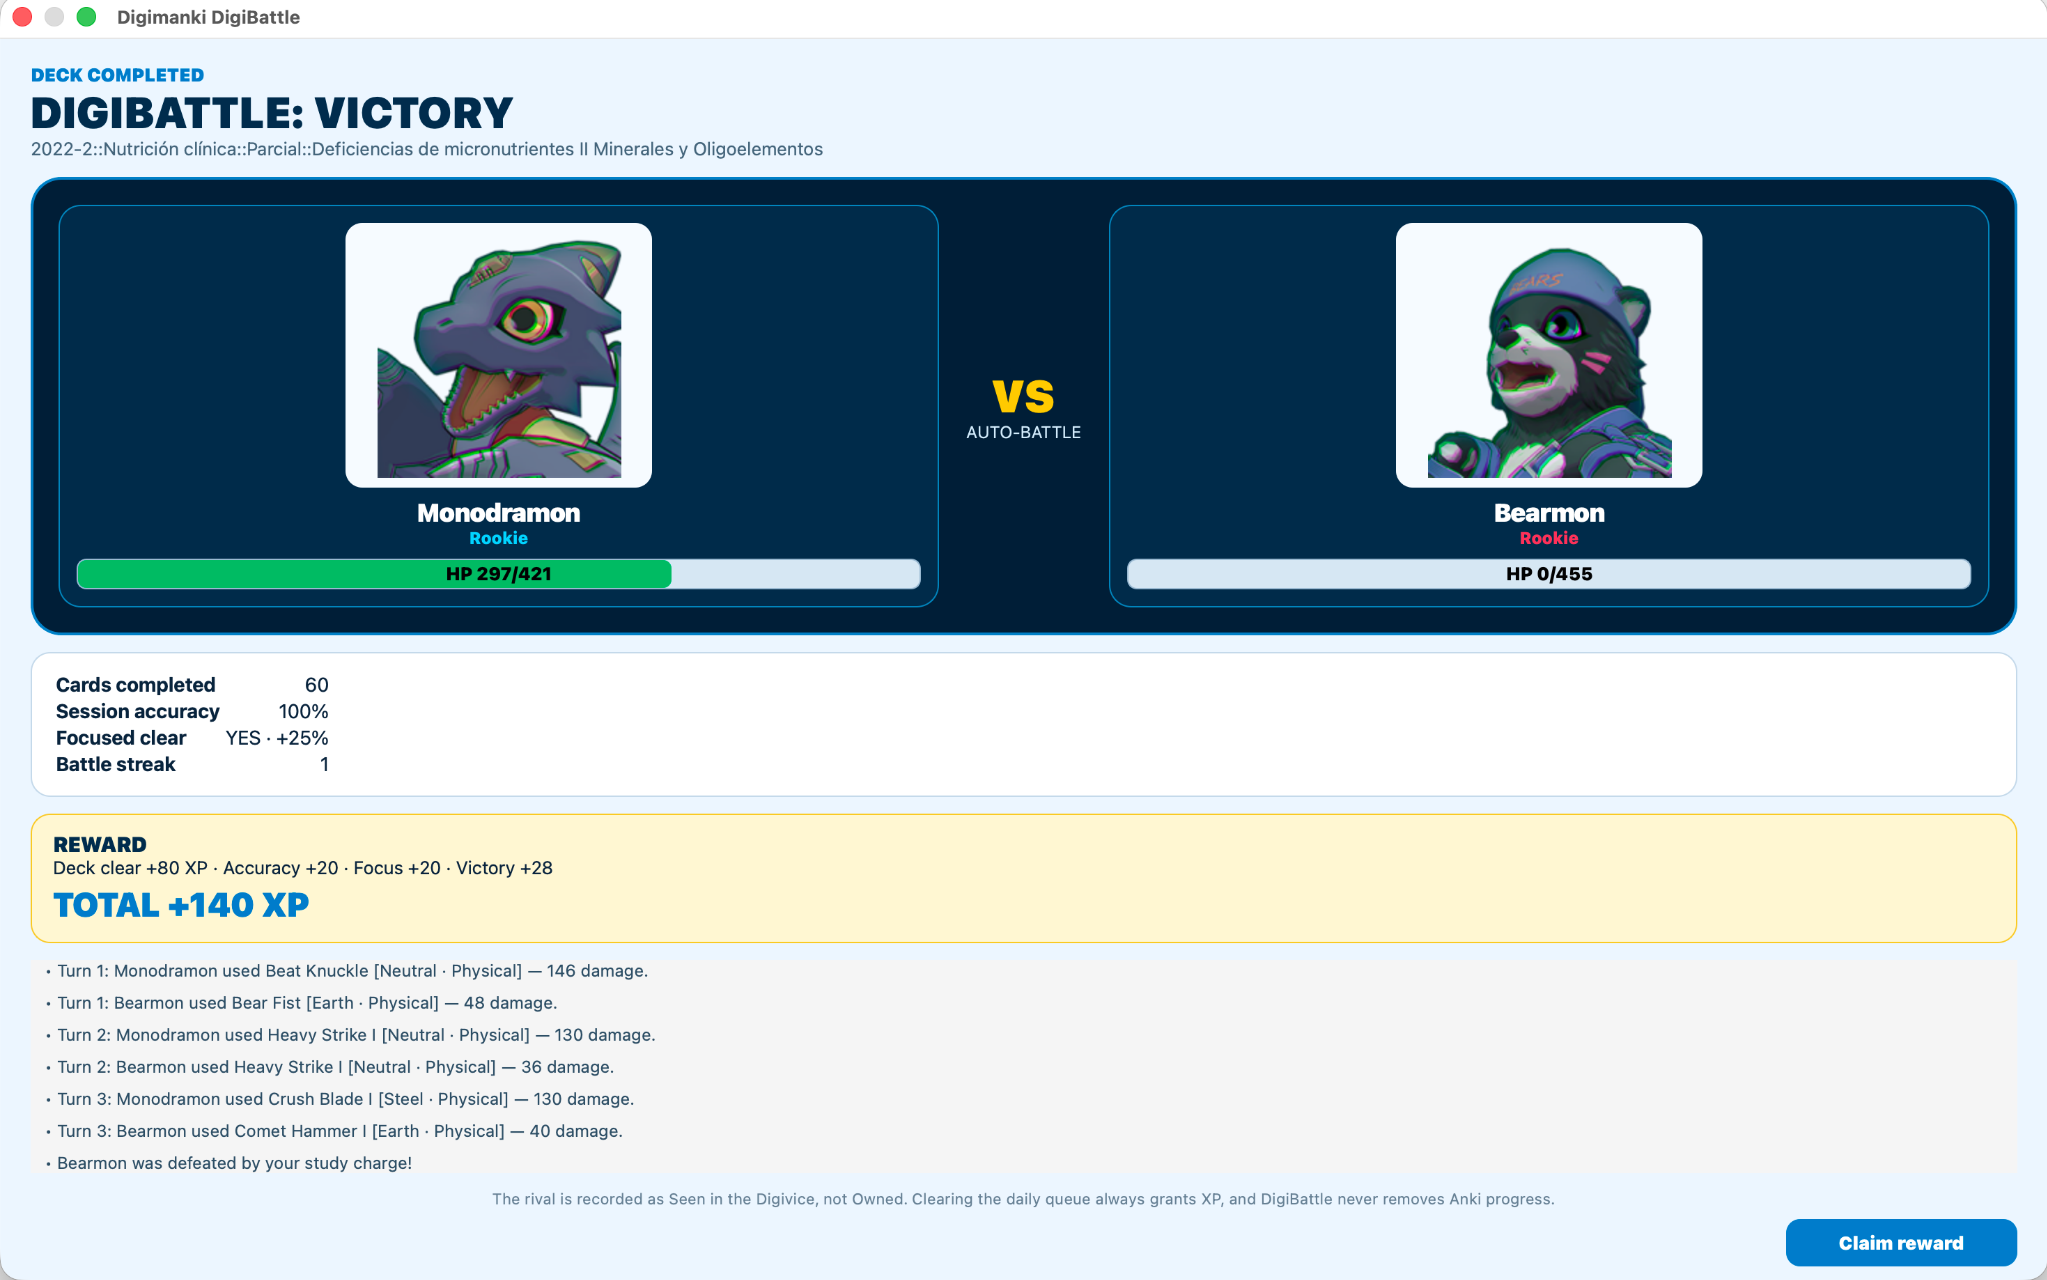 Digimanki DigiBattle
DECK COMPLETED
DIGIBATTLE: VICTORY
2022-2::Nutrición clínica::Parcial::Deficiencias de micronutrientes II Minerales y Oligoelementos
BEARS
VS
AUTO-BATTLE
Monodramon
Rookie
HP 297/421
Bearmon
Rookie
HP 0/455
Cards completed 60
Session accuracy 100%
Focused clear YES · +25%
Battle streak 1
REWARD
Deck clear +80 XP · Accuracy +20 · Focus +20 · Victory +28
TOTAL +140 XP
• Turn 1: Monodramon used Beat Knuckle [Neutral · Physical] — 146 damage.
• Turn 1: Bearmon used Bear Fist [Earth · Physical] — 48 damage.
• Turn 2: Monodramon used Heavy Strike I [Neutral · Physical] — 130 damage.
• Turn 2: Bearmon used Heavy Strike I [Neutral · Physical] — 36 damage.
• Turn 3: Monodramon used Crush Blade I [Steel · Physical] — 130 damage.
• Turn 3: Bearmon used Comet Hammer I [Earth · Physical] — 40 damage.
• Bearmon was defeated by your study charge!
The rival is recorded as Seen in the Digivice, not Owned. Clearing the daily queue always grants XP, and DigiBattle never removes Anki progress.
Claim reward